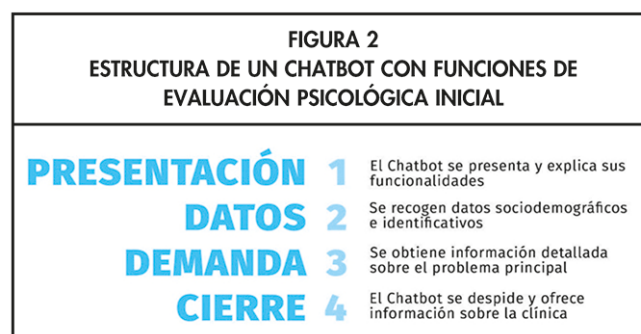 FIGURA 2
ESTRUCTURA DE UN CHATBOT CON FUNCIONES DE
EVALUACIÓN PSICOLÓGICA INICIAL
PRESENTACIÓN 1 El Chatbot se presenta y explica sus
funcionalidades
DATOS 2 Se recogen datos sociodemográficos
e identificativos
DEMANDA 3 Se obtiene información detallada
sobre el problema principal
CIERRE 4 El Chatbot se despide y ofrece
información sobre la clínica